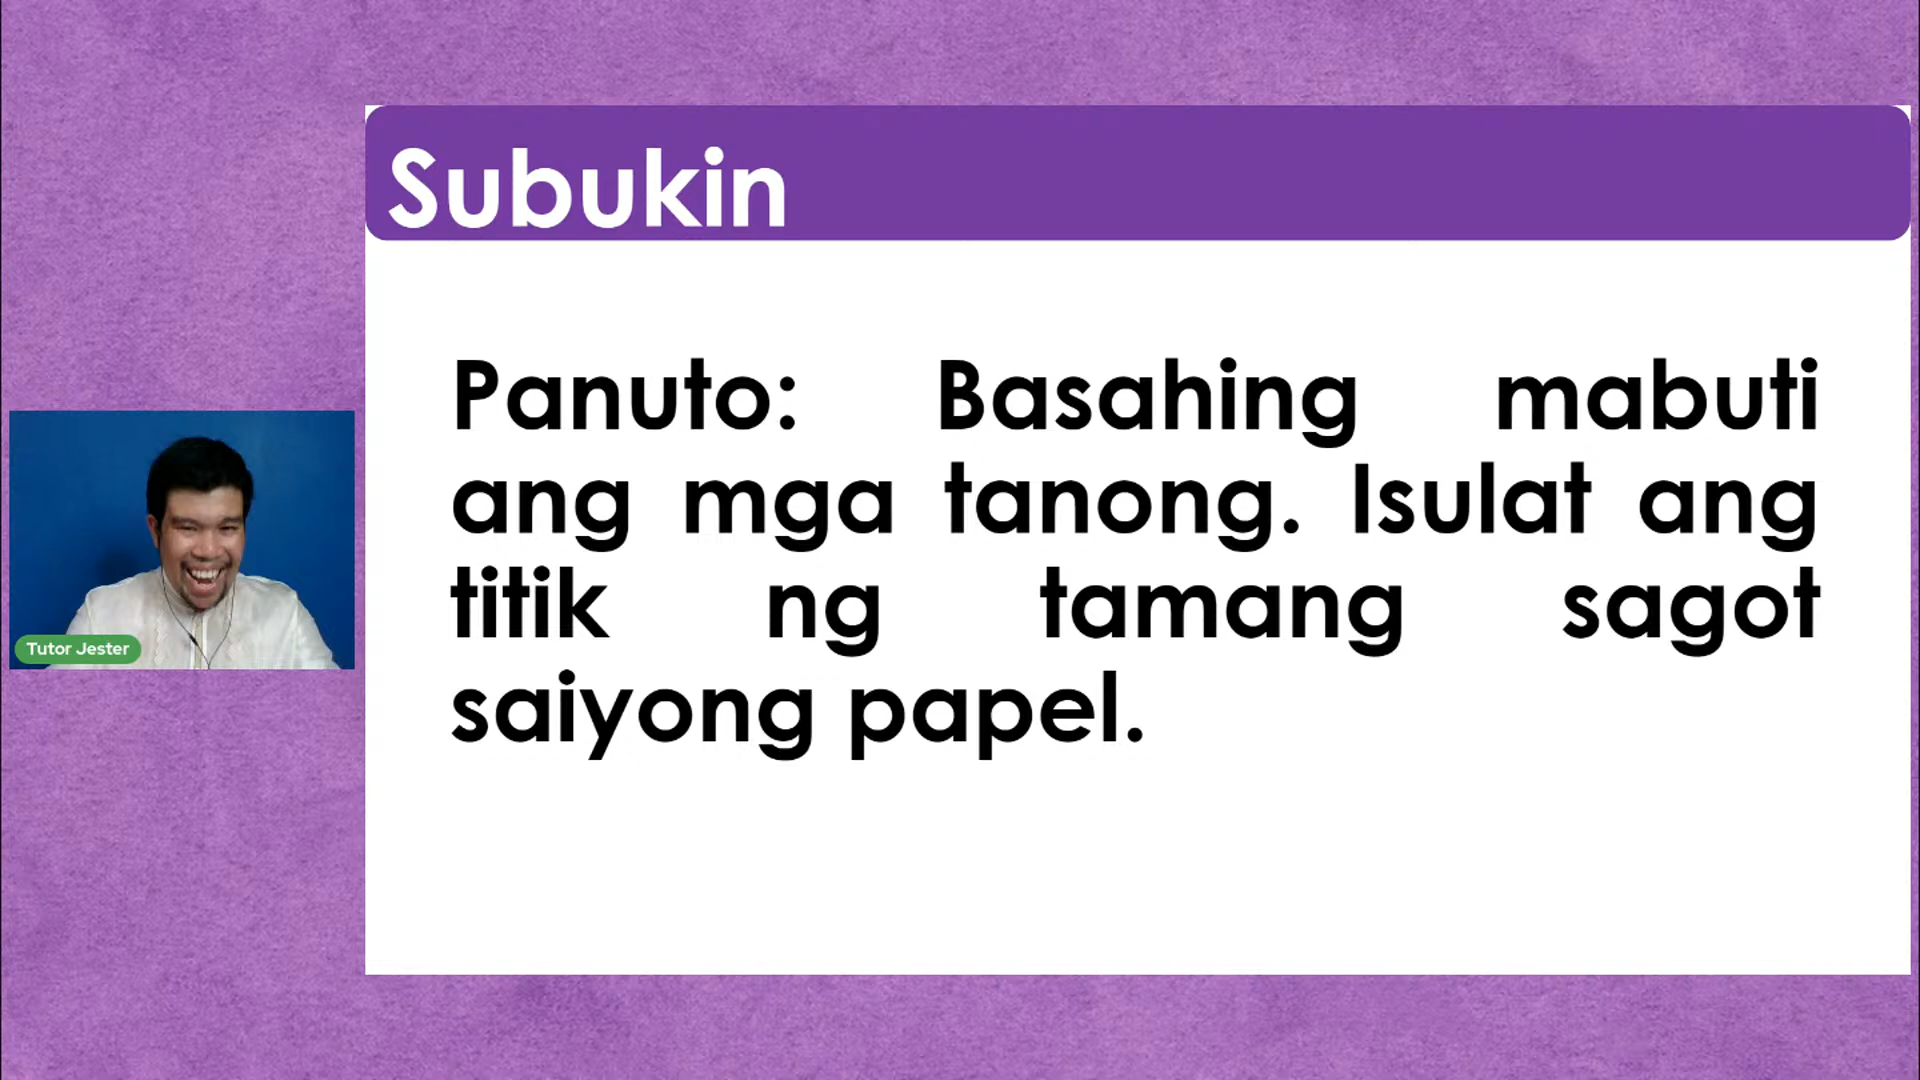 Subukin
Panuto: Basahing mabuti
ang mga tanong. Isulat ang
titik ng tamang sagot
saiyong papel.
Tutor Jester